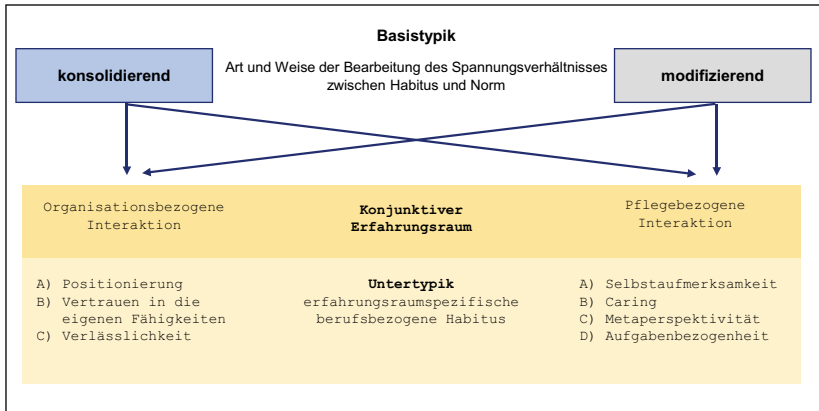 Basistypik
konsolidierend
Art und Weise der Bearbeitung des Spannungsverhältnisses
zwischen Habitus und Norm
modifizierend
Organisationsbezogene
Interaktion
Konjunktiver
Erfahrungsraum
Pflegebezogene
Interaktion
A) Positionierung
B) Vertrauen in die
eigenen Fähigkeiten
C) Verlässlichkeit
Untertypik
erfahrungsraumspezifische
berufsbezogene Habitus
A) Selbstaufmerksamkeit
B) Caring
C) Metaperspektivität
D) Aufgabenbezogenheit